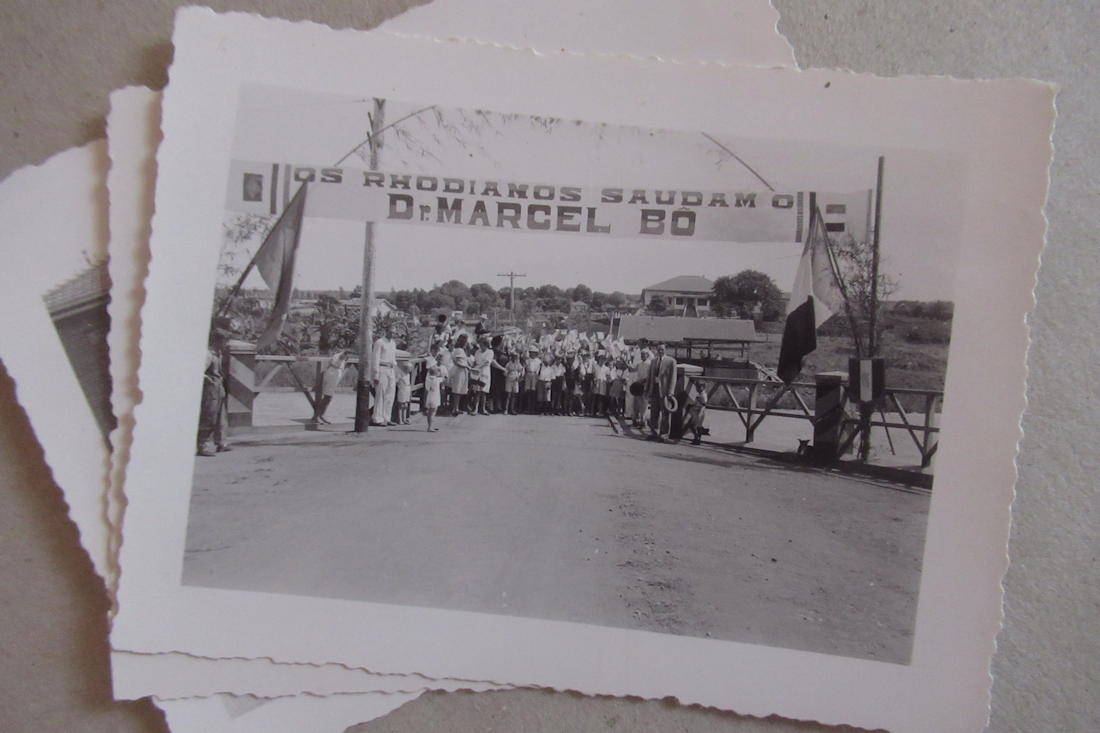 OS RHODIANOS SAUDAM O
Dr. MARCEL BÔ